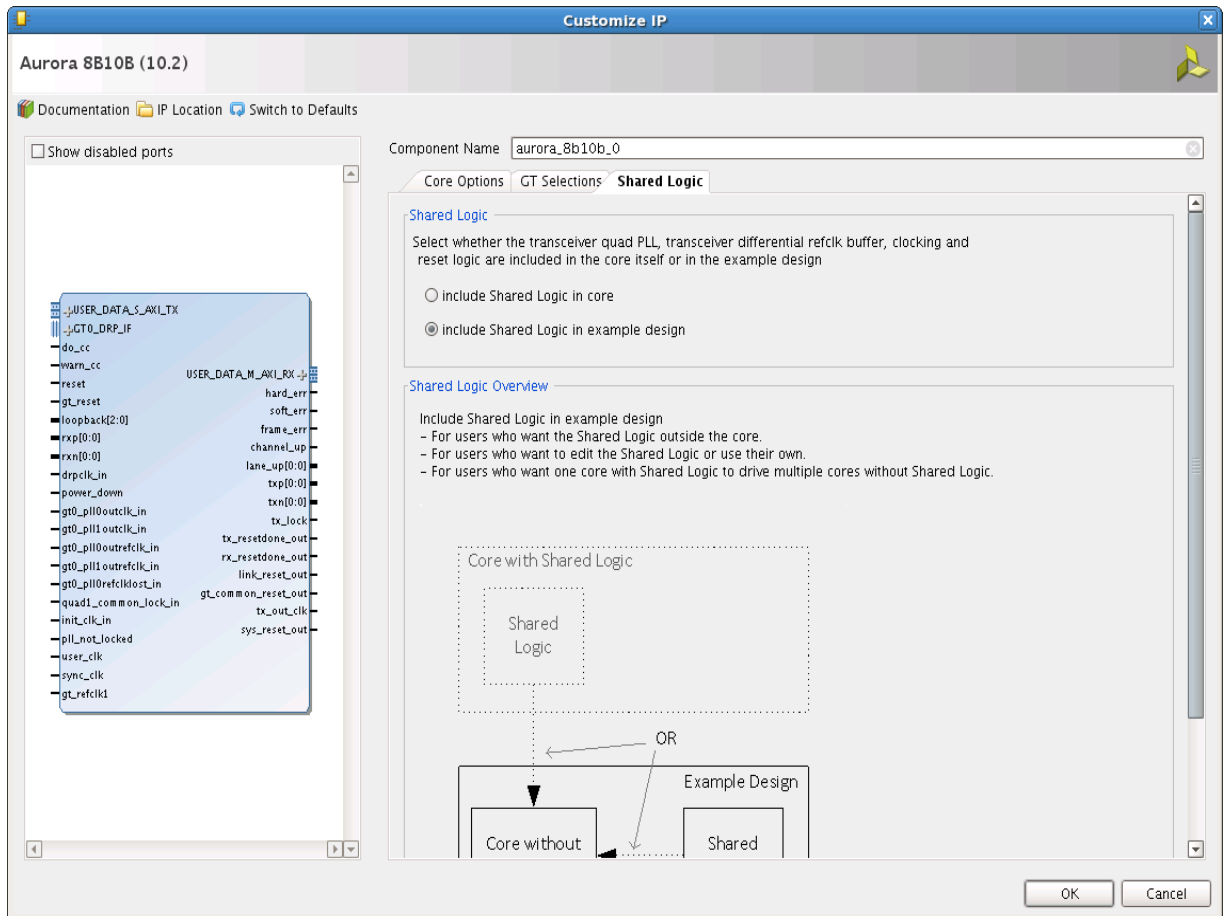 Customize IP
Aurora 8B10B (10.2)
Documentation IP Location Switch to Defaults
Show disabled ports
USER_DATA_S_AXI_TX
GT0_DRP_IF
do_cc
warn_cc
reset
gt_reset
loopback[2:0]
rxp[0:0]
rxn[0:0]
drpclk_in
power_down
gt0_pll0outclk_in
gt0_pll1outclk_in
gt0_pll0outrefclk_in
gt0_pll1outrefclk_in
gt0_pll0refclklost_in
quad1_common_lock_in
init_clk_in
pll_not_locked
user_clk
sync_clk
gt_refclk1
USER_DATA_M_AXI_RX
hard_err
soft_err
frame_err
channel_up
lane_up[0:0]
txp[0:0]
txn[0:0]
tx_lock
tx_resetdone_out
rx_resetdone_out
link_reset_out
gt_common_reset_out
tx_out_clk
sys_reset_out
Component Name aurora_8b10b_0
Core Options GT Selections Shared Logic
Shared Logic
Select whether the transceiver quad PLL, transceiver differential refclk buffer, clocking and
reset logic are included in the core itself or in the example design
include Shared Logic in core
include Shared Logic in example design
Shared Logic Overview
Include Shared Logic in example design
– For users who want the Shared Logic outside the core.
– For users who want to edit the Shared Logic or use their own.
– For users who want one core with Shared Logic to drive multiple cores without Shared Logic.
Core with Shared Logic
Shared
Logic
OR
Example Design
Core without
Shared
OK Cancel